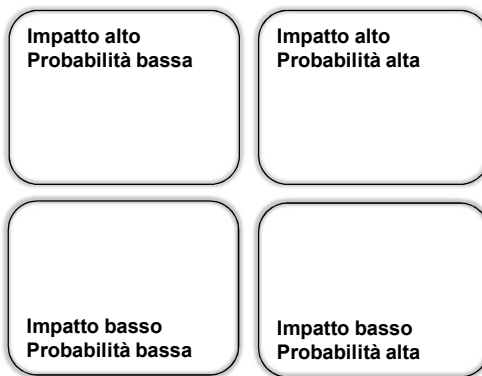 Impatto alto
Probabilità bassa
Impatto alto
Probabilità alta
Impatto basso
Probabilità bassa
Impatto basso
Probabilità alta